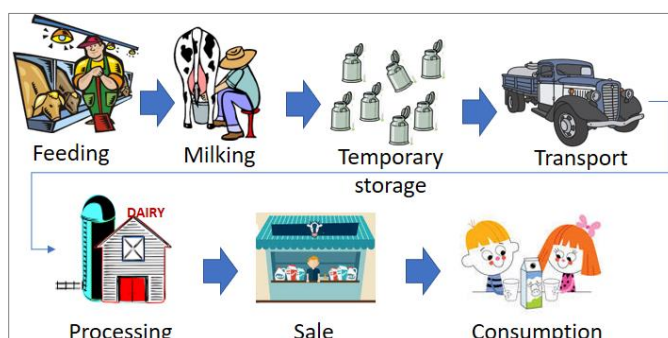 Feeding
Milking
Temporary
storage
Transport
DAIRY
Processing
Sale
Consumption